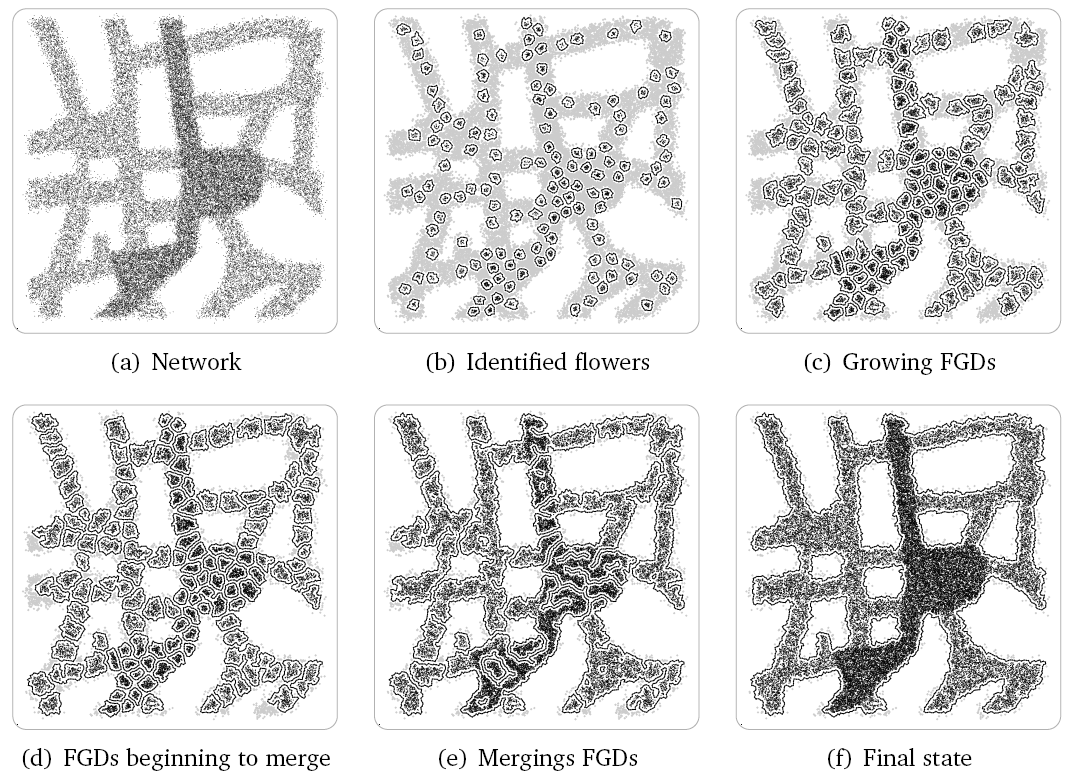 (a) Network
(b) Identified flowers
(c) Growing FGDs
(d) FGDs beginning to merge
(e) Mergings FGDs
(f) Final state